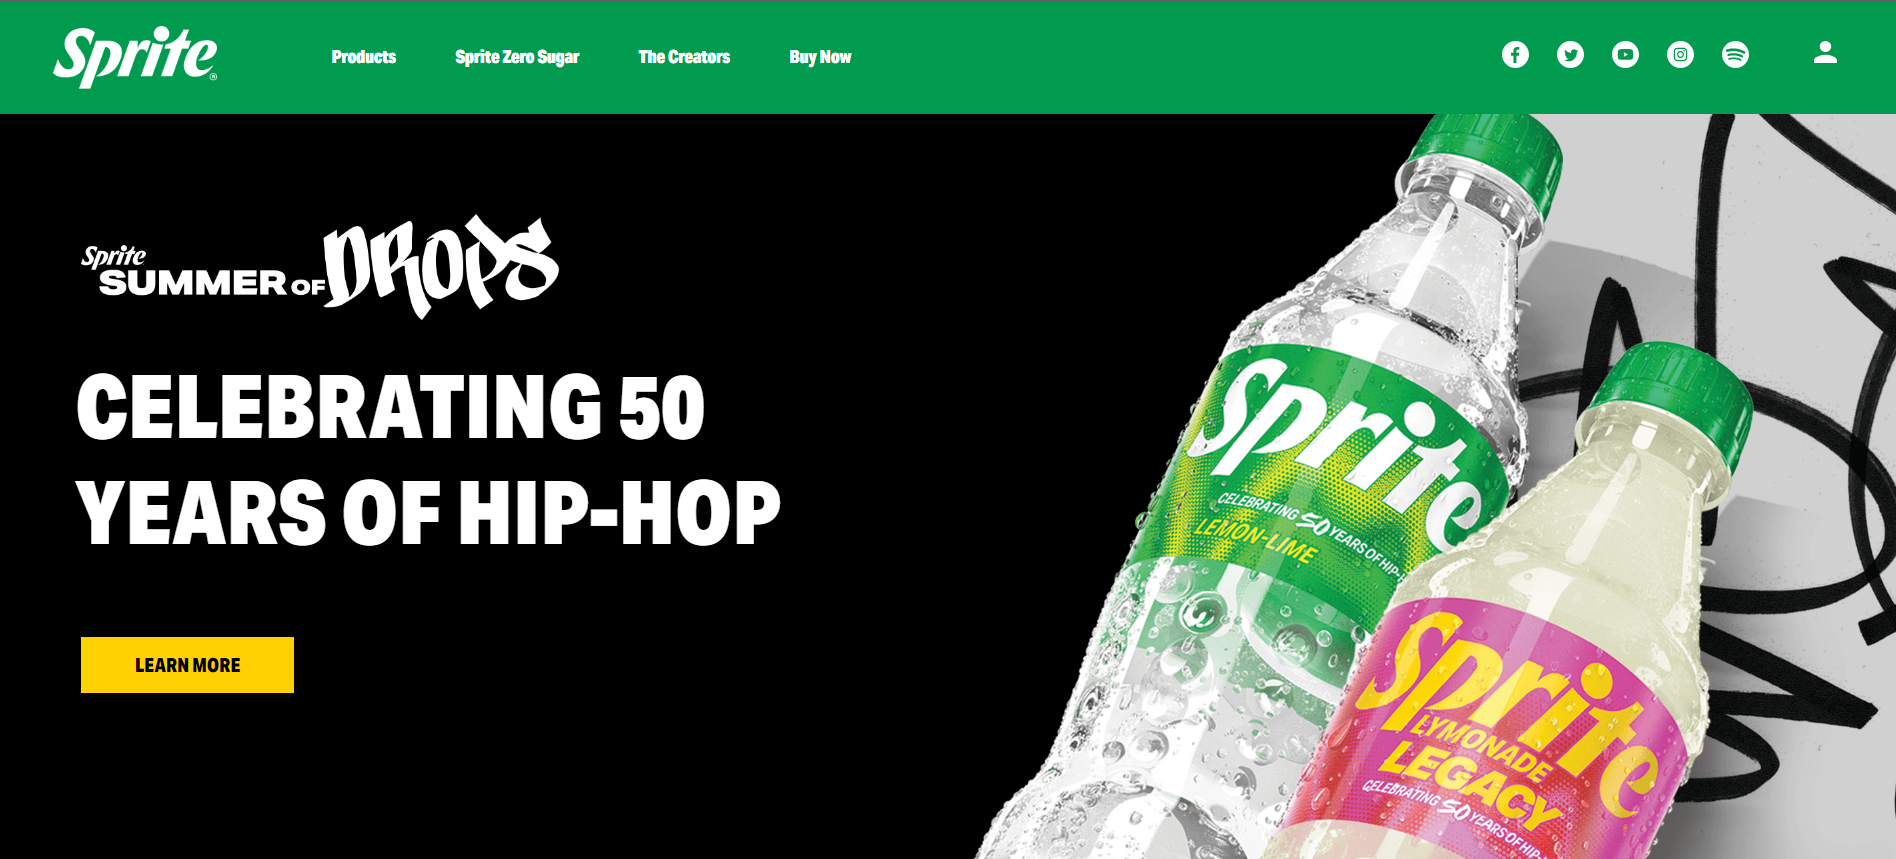 Sprite
Products
Sprite Zero Sugar
The Creators
Buy Now
Sprite
SUMMER OF DROPS
CELEBRATING 50
YEARS OF HIP-HOP
LEARN MORE
Sprite
CELEBRATING 50 YEARS OF HIP-H
LEMON-LIME
Sprite
LYMONADE
LEGACY
CELEBRATING 50 YEARS OF HIP-